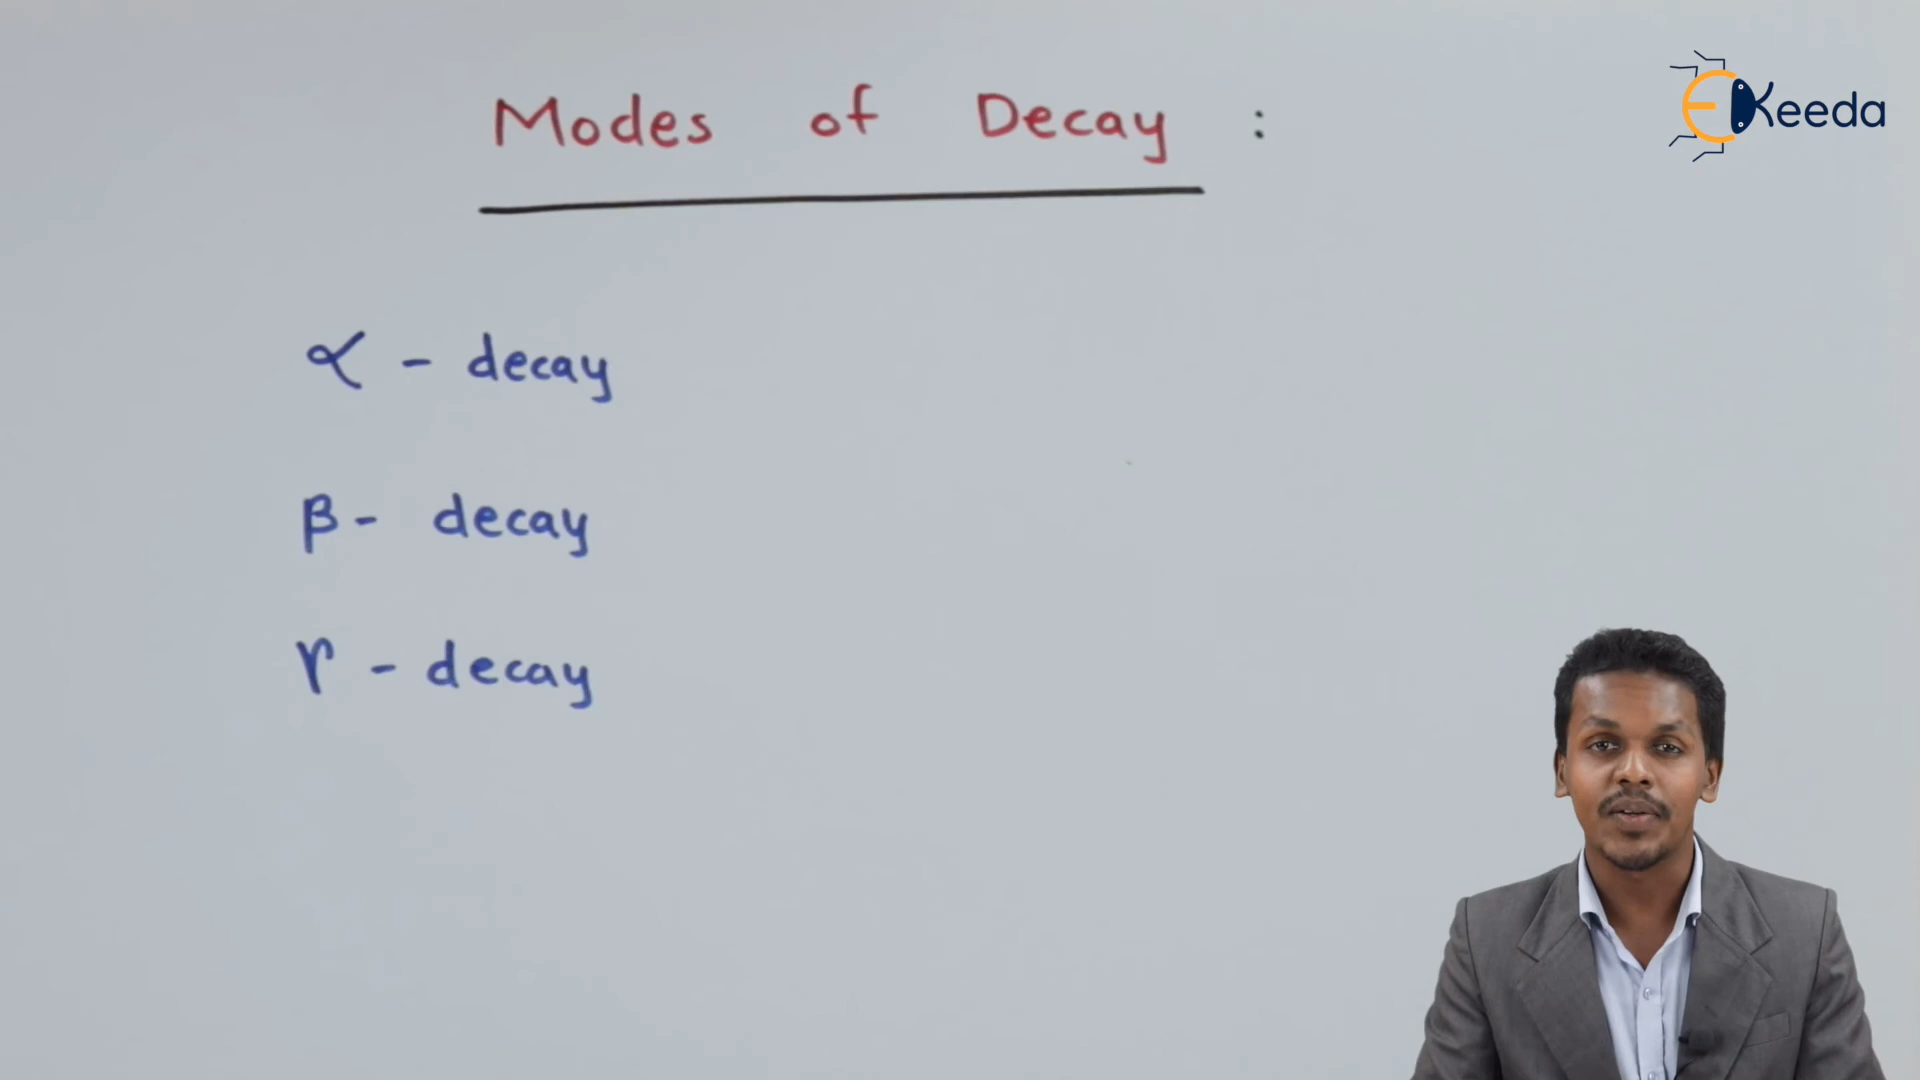 Modes of Decay :
EKeeda
α - decay
β - decay
γ - decay